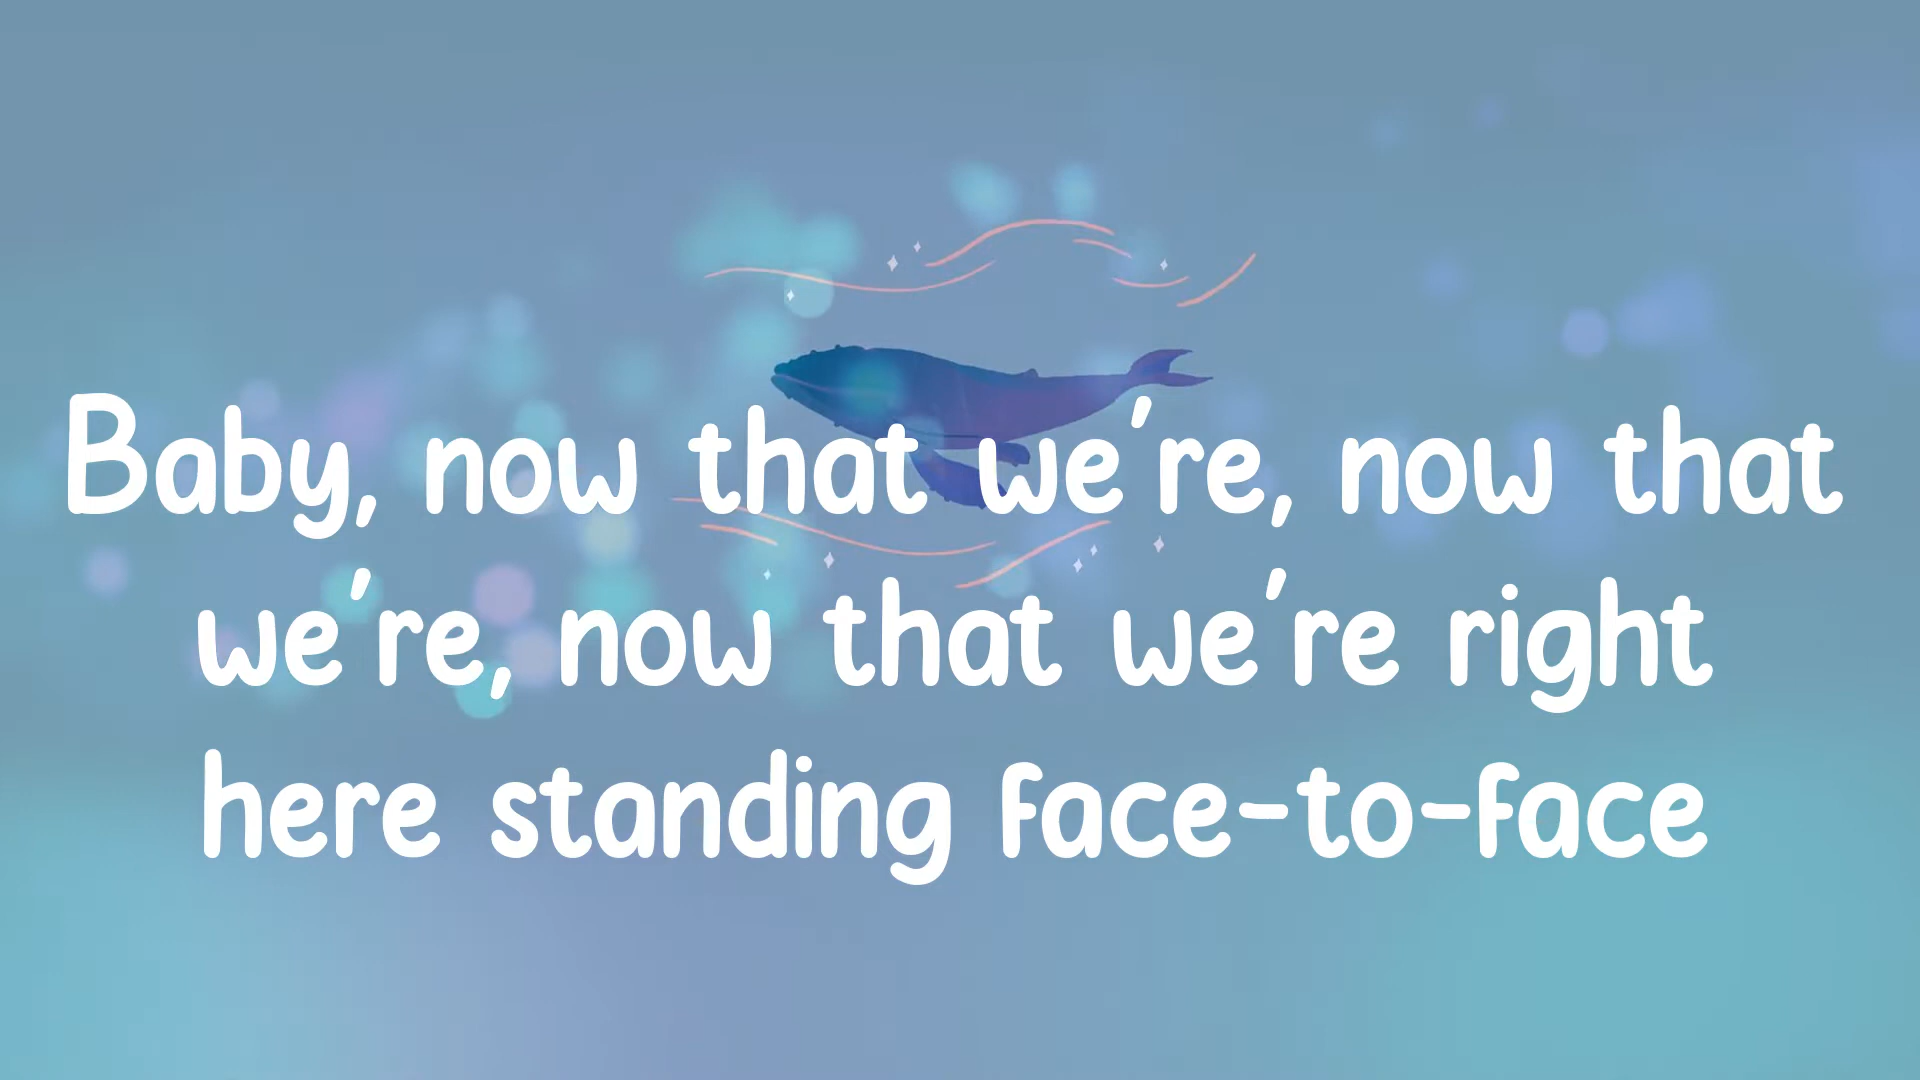 Baby, now that we're, now that
we're, now that we're right
here standing face-to-face